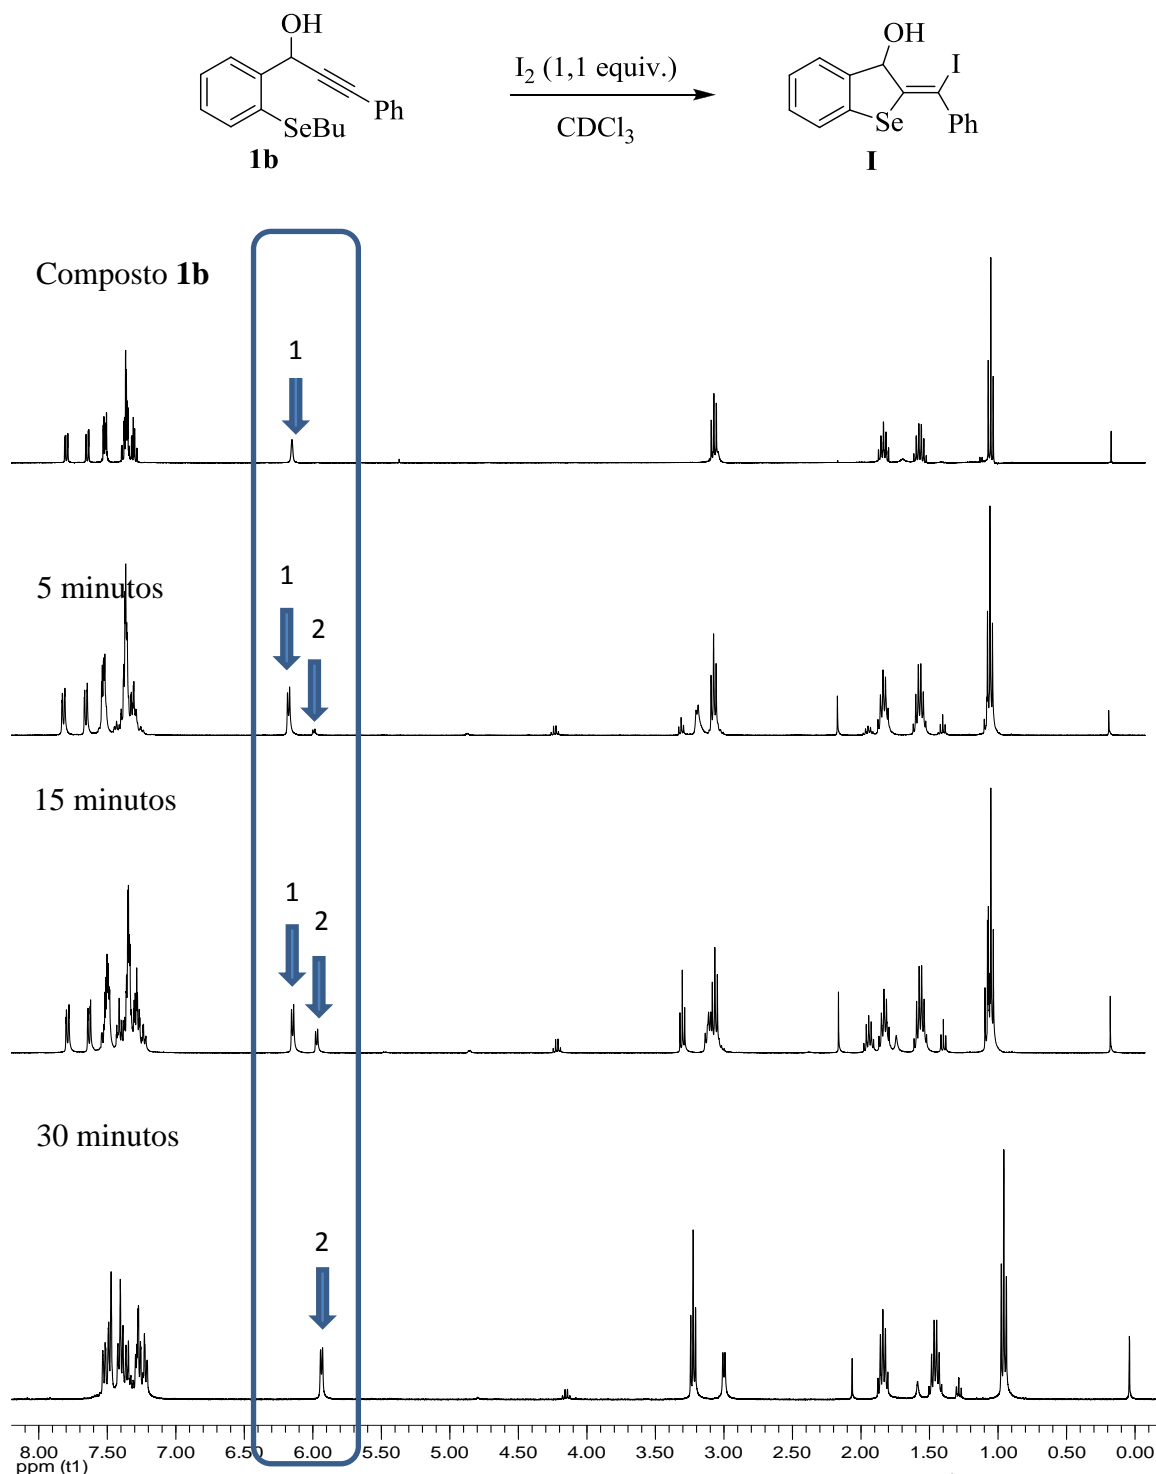 OH
Ph
SeBu
1b
I2 (1,1 equiv.)
CDCl3
OH
I
Se
Ph
I
Composto 1b
1
5 minutos
1
2
15 minutos
1
2
30 minutos
2
8.00 7.50 7.00 6.50 6.00 5.50 5.00 4.50 4.00 3.50 3.00 2.50 2.00 1.50 1.00 0.50 0.00
ppm (t1)